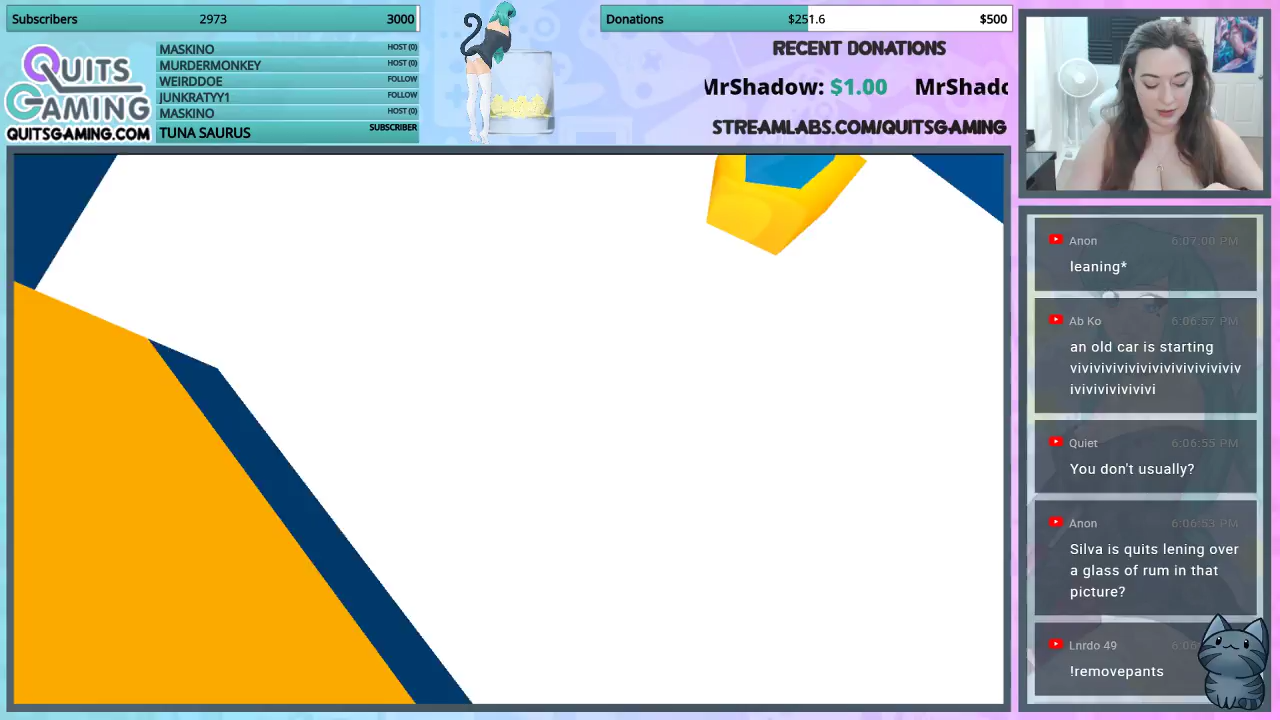 Subscribers 2973 3000
Donations $251.6 $500
QUITS
GAMING
QUITSGAMING.COM
MASKINO HOST (0)
MURDERMONKEY HOST (0)
WEIRDDOE FOLLOW
JUNKRATYY1 FOLLOW
MASKINO HOST (0)
TUNA SAURUS SUBSCRIBER
RECENT DONATIONS
MrShadow: $1.00 MrShado
STREAMLABS.COM/QUITSGAMING
Anon 6:07:00 PM
leaning*
Ab Ko 6:06:57 PM
an old car is starting
vivivivivivivivivivivivivivivi
vivivivivivivi
Quiet 6:06:55 PM
You don't usually?
Anon 6:06:53 PM
Silva is quits lening over
a glass of rum in that
picture?
Lnrdo 49
!removepants